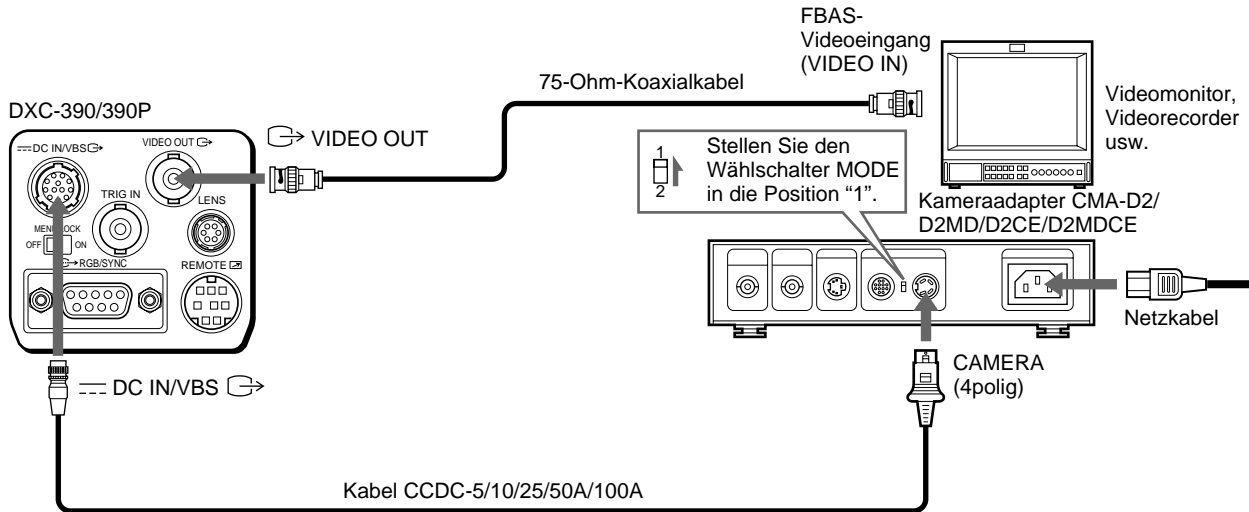 FBAS-
Videoeingang
(VIDEO IN)
75-Ohm-Koaxialkabel
DXC-390/390P
VIDEO OUT
Videomonitor,
Videorecorder
usw.
1
2
Stellen Sie den
Wählschalter MODE
in die Position “1”.
DC IN/VBS
VIDEO OUT
TRIG IN
LENS
MENU LOCK
OFF
ON
RGB/SYNC
REMOTE
Kameraadapter CMA-D2/
D2MD/D2CE/D2MDCE
Netzkabel
CAMERA
(4polig)
DC IN/VBS
Kabel CCDC-5/10/25/50A/100A